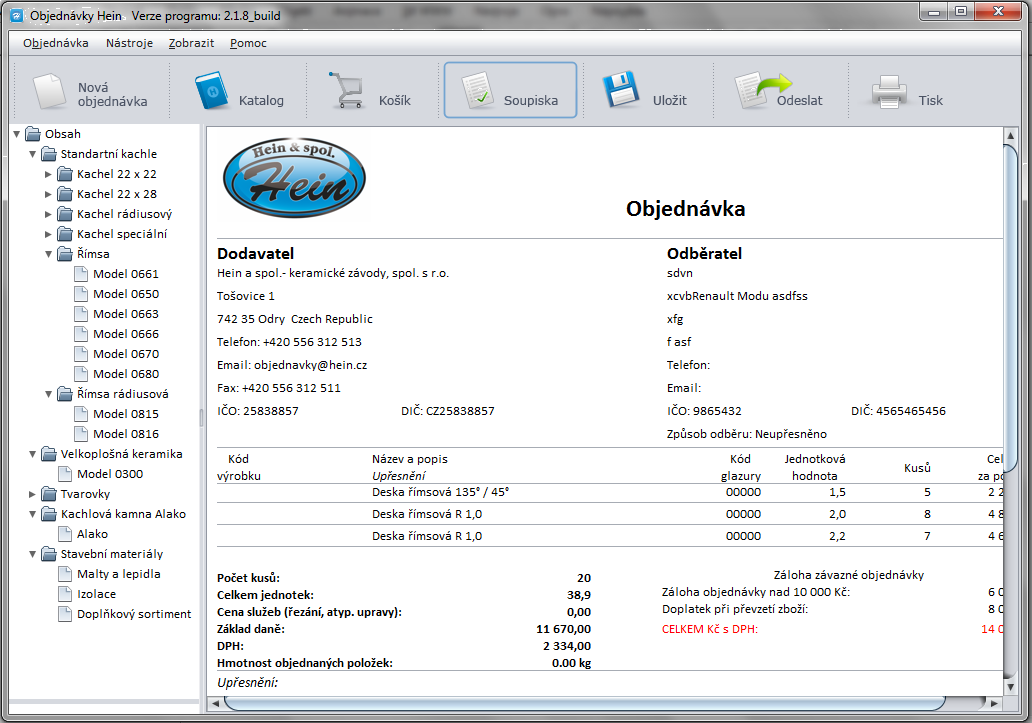 Objednávky Hein   Verze programu: 2.1.8_build
Objednávka Nástroje Zobrazit Pomoc
Nová objednávka
Katalog
Košík
Soupiska
Uložit
Odeslat
Tisk
Obsah
Standartní kachle
Kachel 22 x 22
Kachel 22 x 28
Kachel rádiusový
Kachel speciální
Římsa
Model 0661
Model 0650
Model 0663
Model 0666
Model 0670
Model 0680
Římsa rádiusová
Model 0815
Model 0816
Velkoplošná keramika
Model 0300
Tvarovky
Kachlová kamna Alako
Alako
Stavební materiály
Malty a lepidla
Izolace
Doplňkový sortiment
Hein & spol.
Hein
Objednávka
Dodavatel
Hein a spol.- keramické závody, spol. s r.o.
Tošovice 1
742 35 Odry  Czech Republic
Telefon: +420 556 312 513
Email: objednavky@hein.cz
Fax: +420 556 312 511
IČO: 25838857 DIČ: CZ25838857
Odběratel
sdvn
xcvbRenault Modu asdfss
xfg
f asf
Telefon:
Email:
IČO: 9865432 DIČ: 4565465456
Způsob odběru: Neupřesněno
Kód Název a popis Kód Jednotková Kusů Cel
výrobku Upřesnění glazury hodnota za po
Deska římsová 135° / 45° 00000 1,5 5 2 2
Deska římsová R 1,0 00000 2,0 8 4 8
Deska římsová R 1,0 00000 2,2 7 4 6
Počet kusů: 20
Celkem jednotek: 38,9
Cena služeb (řezání, atyp. upravy): 0,00
Základ daně: 11 670,00
DPH: 2 334,00
Hmotnost objednaných položek: 0.00 kg
Záloha závazné objednávky
Záloha objednávky nad 10 000 Kč: 6 0
Doplatek při převzetí zboží: 8 0
CELKEM Kč s DPH: 14 0
Upřesnění: